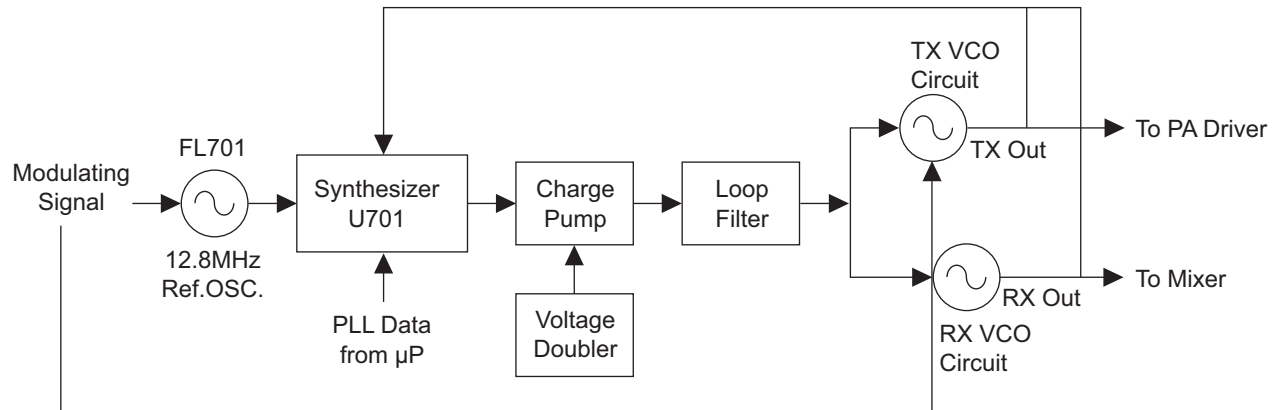 TX VCO
Circuit
To PA Driver
TX Out
FL701
Modulating
Signal
Synthesizer
U701
Charge
Pump
Loop
Filter
12.8MHz
Ref.OSC.
To Mixer
RX Out
PLL Data
from µP
Voltage
Doubler
RX VCO
Circuit